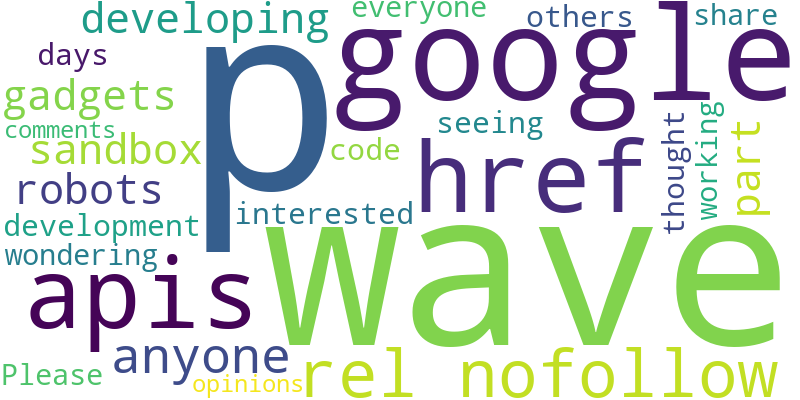 everyone
others
share
developing
google
p
days
gadgets
seeing
comments
sandbox
code
href
thought
working
part
robots
interested
development
wave
wondering
apis
anyone
rel nofollow
Please
opinions